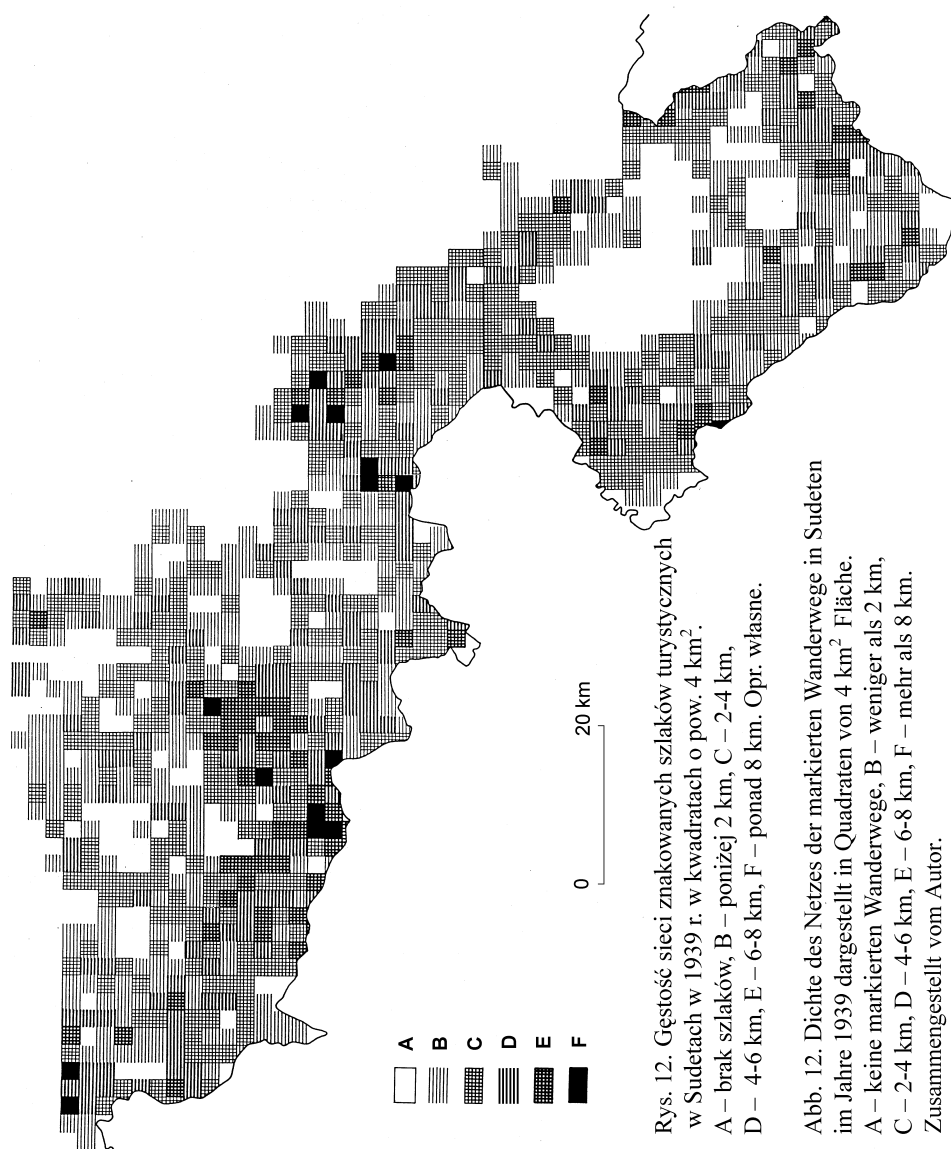 A
B
C
D
E
F
0 20 km
Rys. 12. Gęstość sieci znakowanych szlaków turystycznych
w Sudetach w 1939 r. w kwadratach o pow. 4 km².
A – brak szlaków, B – poniżej 2 km, C – 2-4 km,
D – 4-6 km, E – 6-8 km, F – ponad 8 km. Opr. własne.
Abb. 12. Dichte des Netzes der markierten Wanderwege in Sudeten
im Jahre 1939 dargestellt in Quadraten von 4 km² Fläche.
A – keine markierten Wanderwege, B – weniger als 2 km,
C – 2-4 km, D – 4-6 km, E – 6-8 km, F – mehr als 8 km.
Zusammengestellt vom Autor.